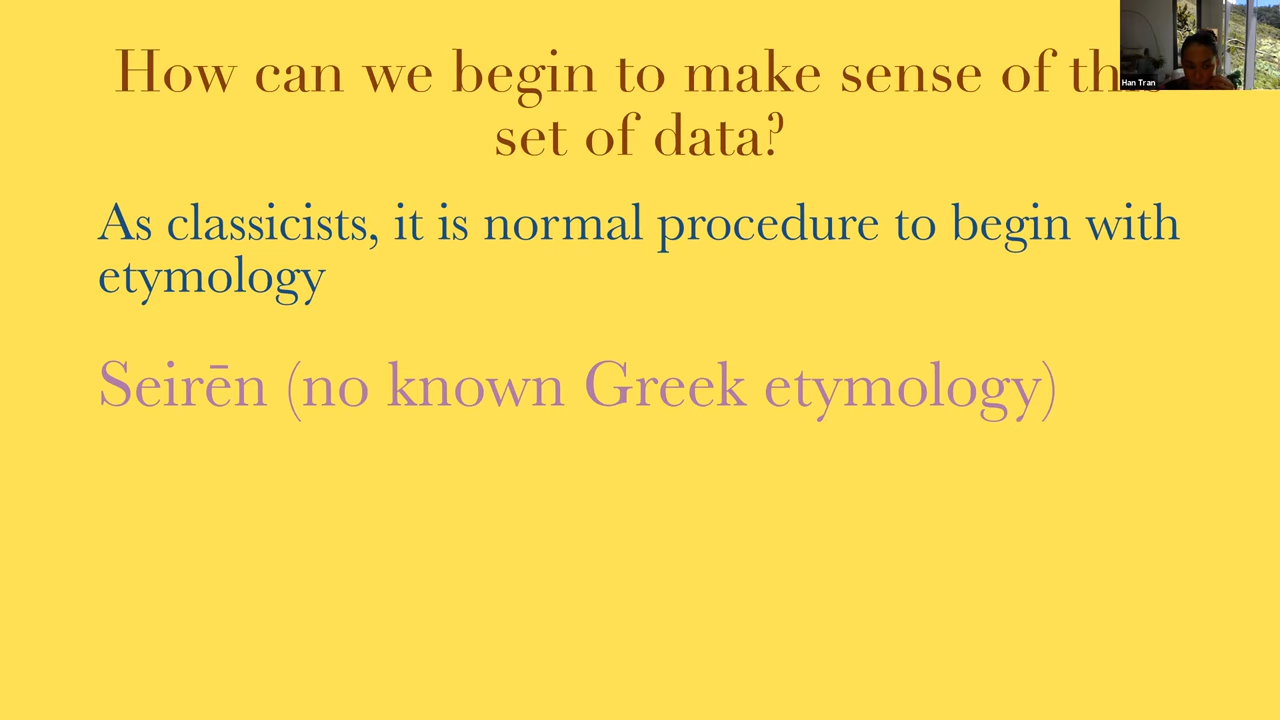 How can we begin to make sense of
set of data?
As classicists, it is normal procedure to begin with
etymology
Seirēn (no known Greek etymology)
Han Tran